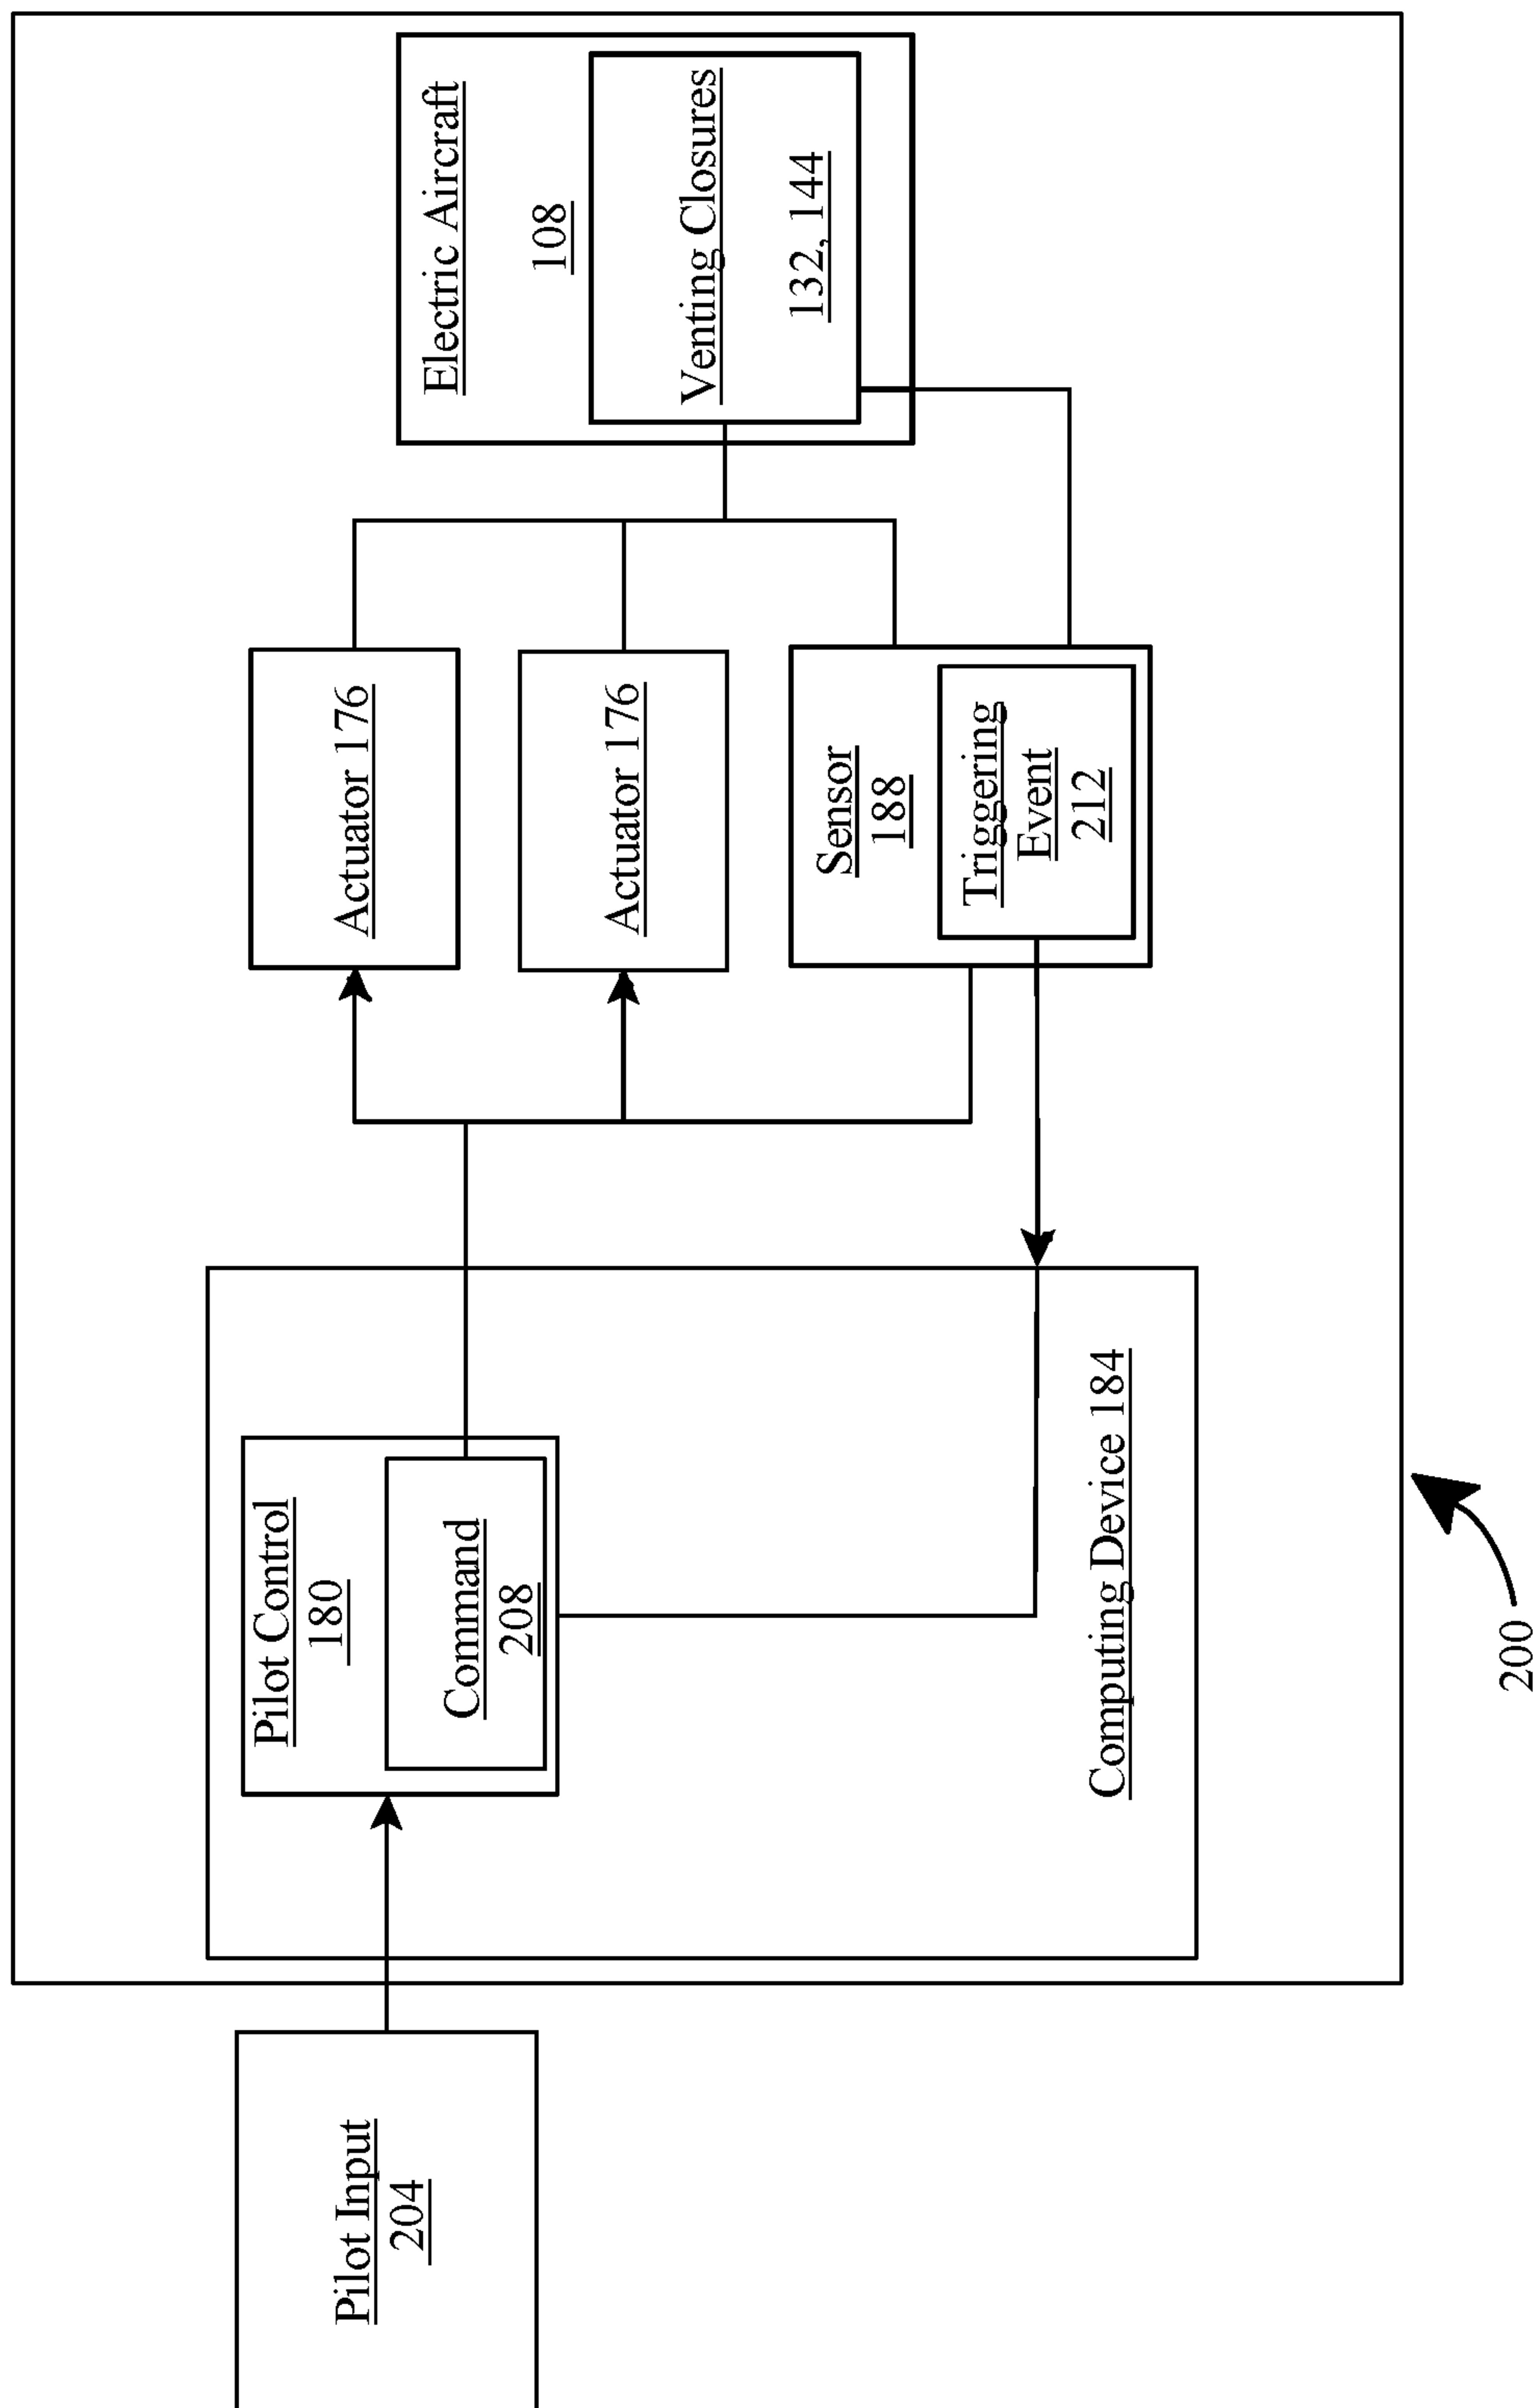 Pilot Input
204
Pilot Control
180
Command
208
Computing Device 184
Actuator 176
Actuator 176
Sensor
188
Triggering
Event
212
Electric Aircraft
108
Venting Closures
132, 144
200